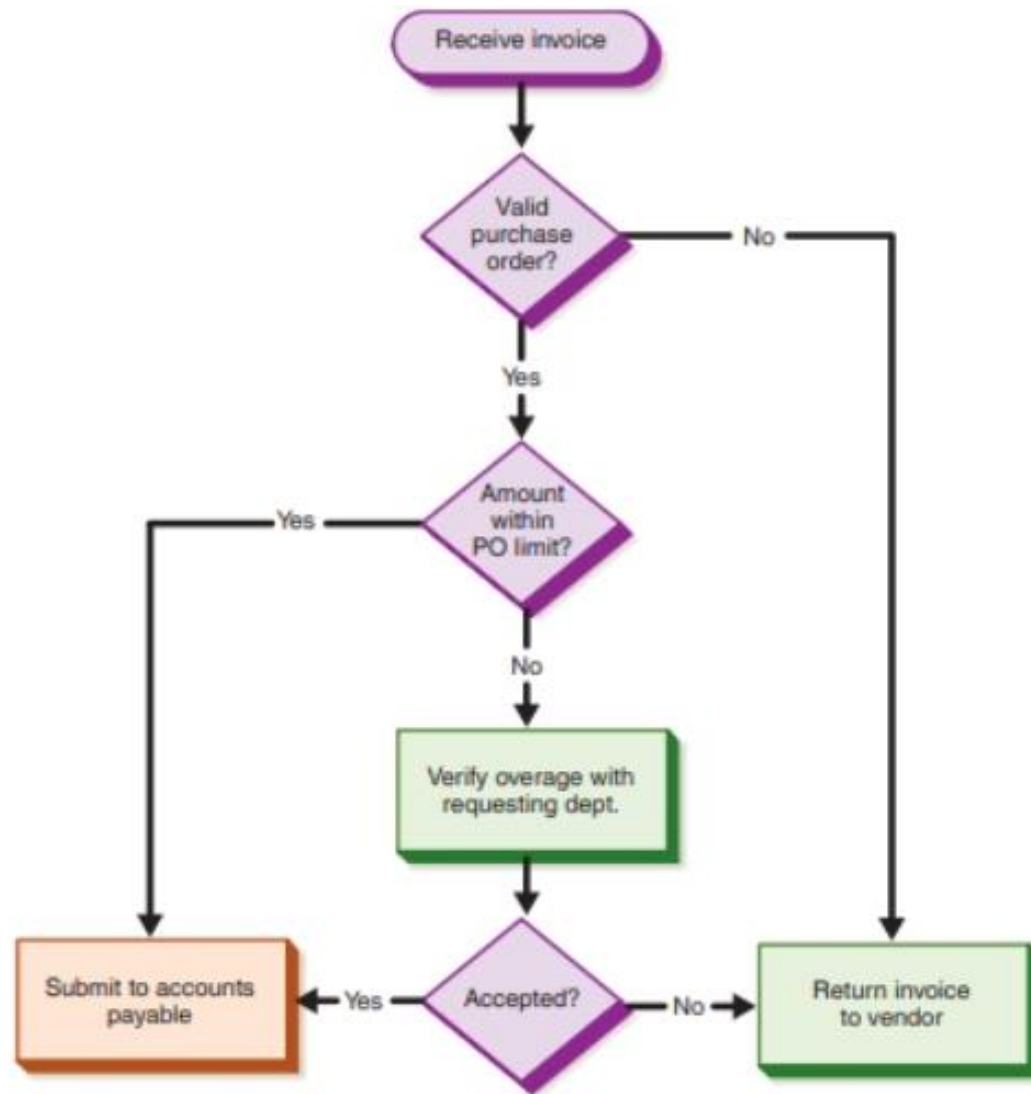 Receive invoice
Valid
purchase
order?
No
Yes
Amount
within
PO limit?
Yes
No
Verify overage with
requesting dept.
Submit to accounts
payable
Yes
Accepted?
No
Return invoice
to vendor